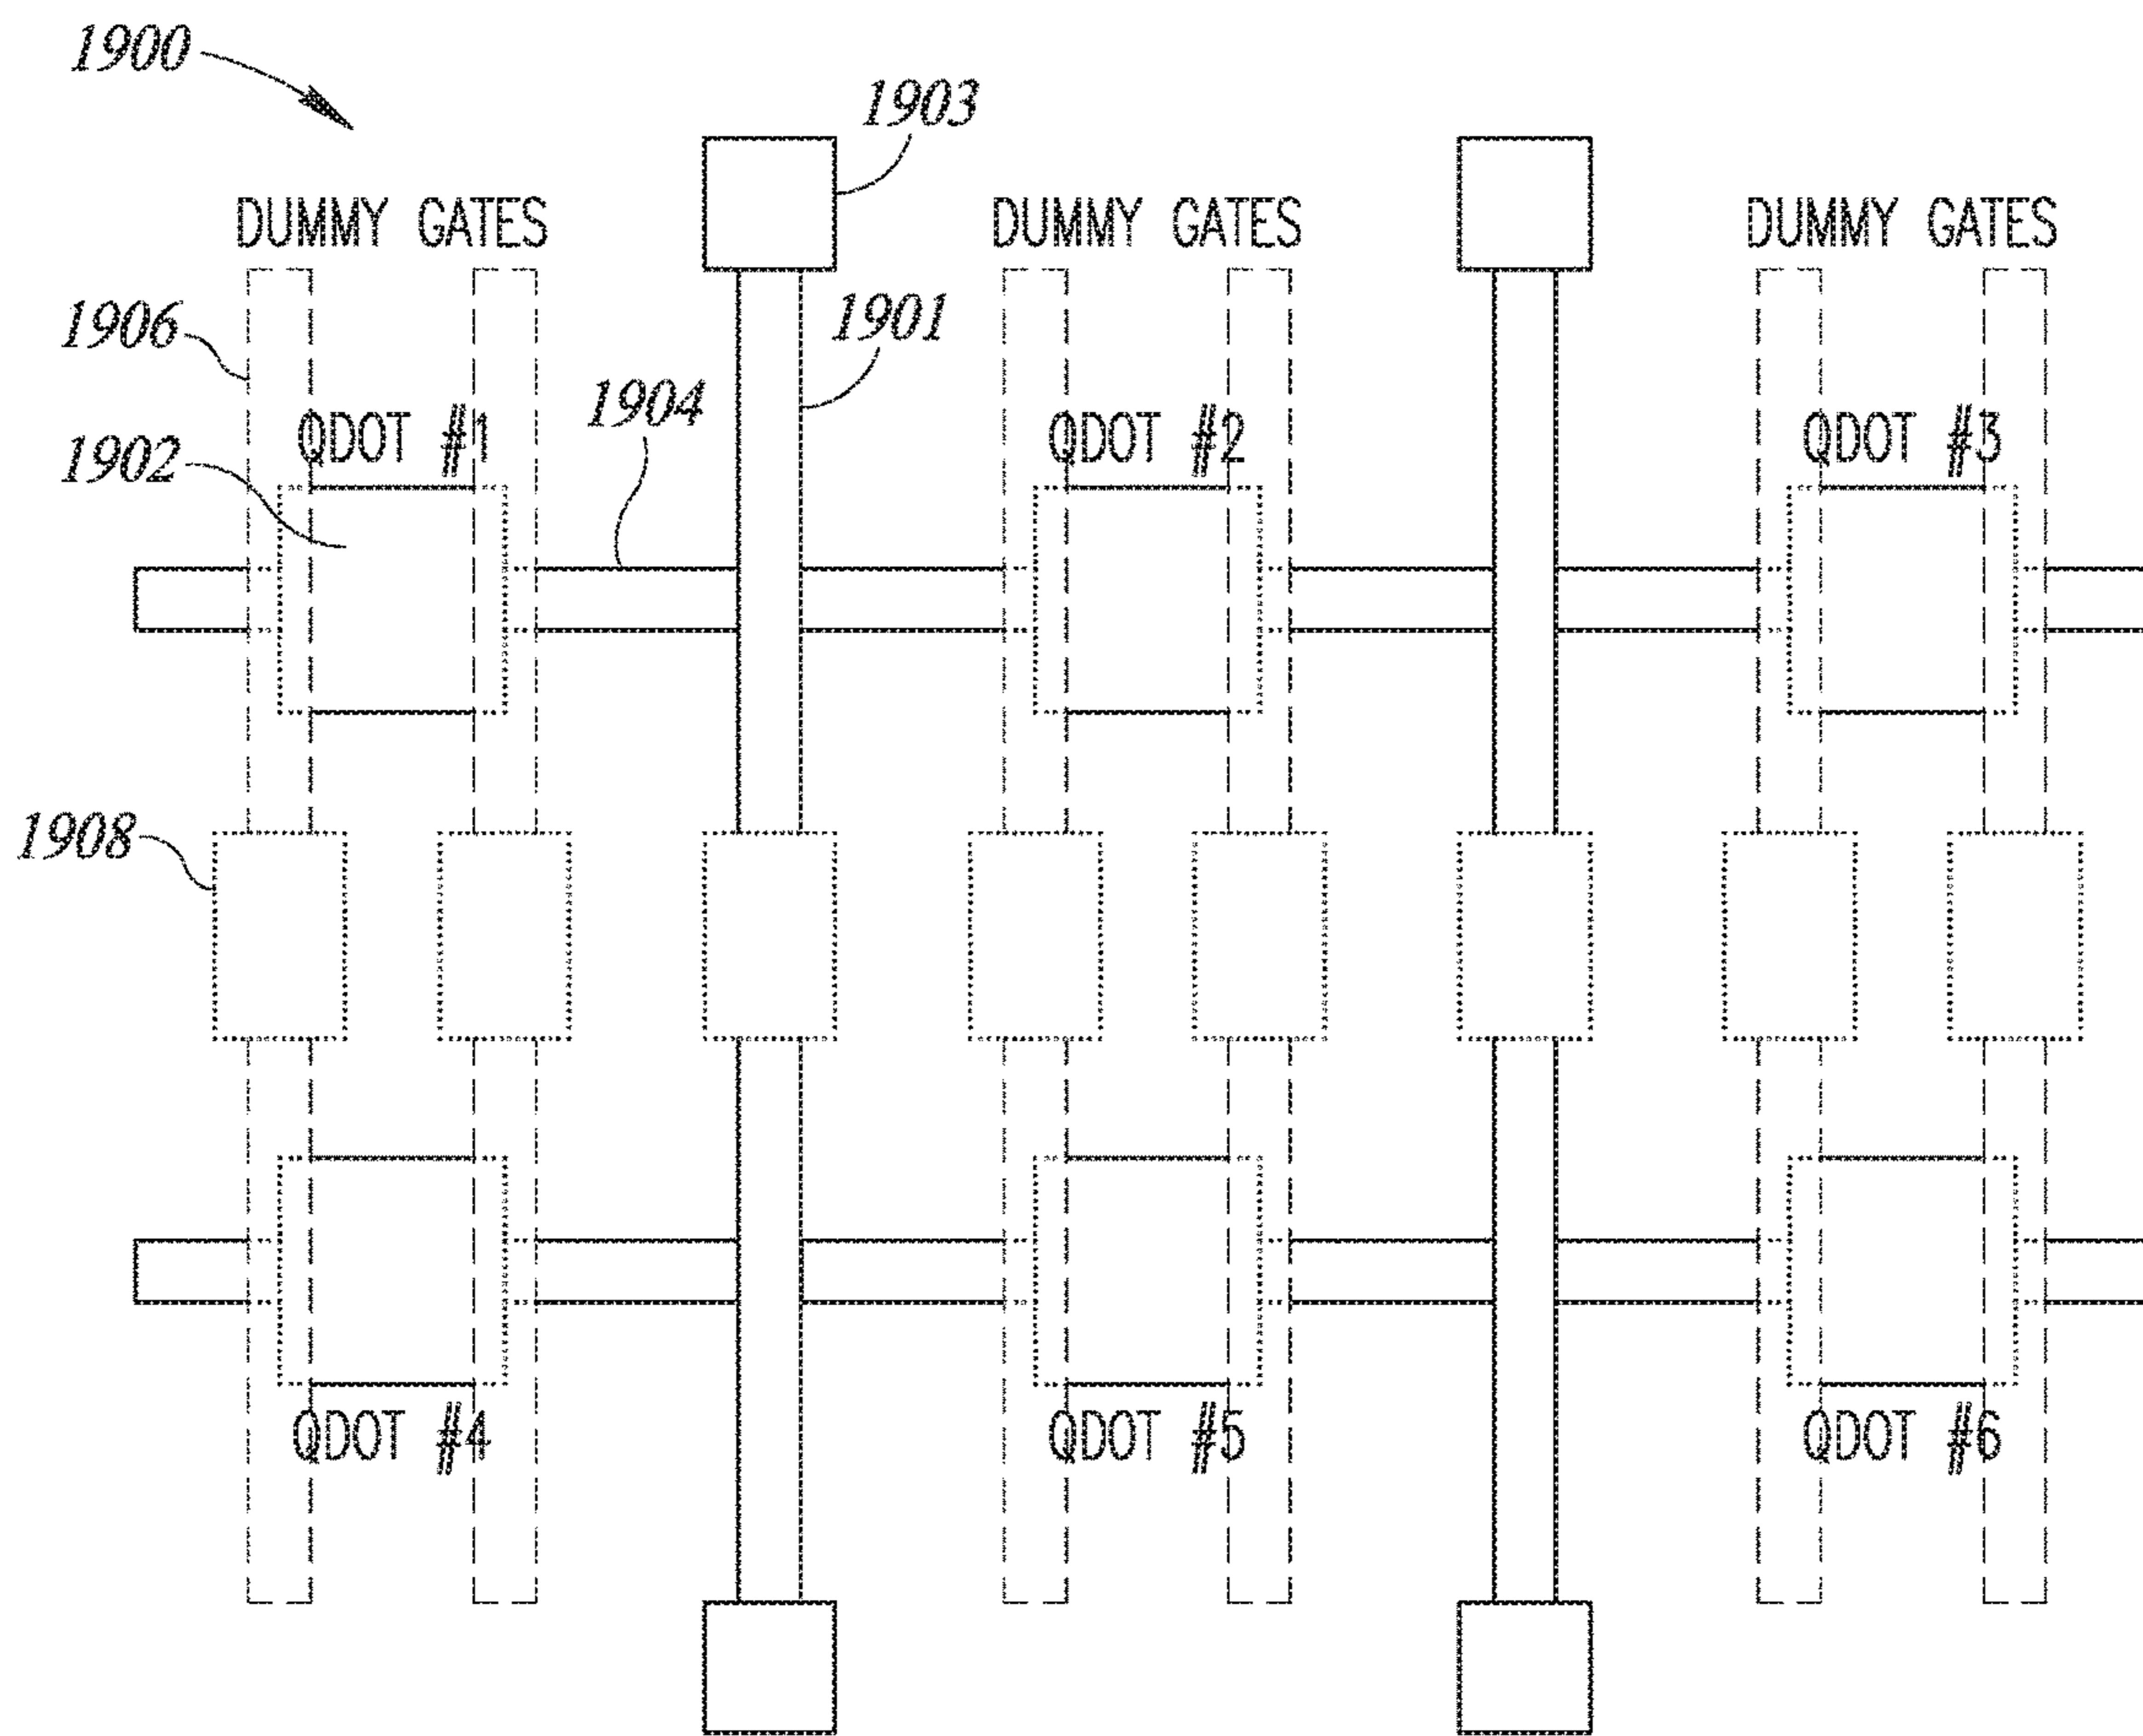 1900
1903
DUMMY GATES DUMMY GATES DUMMY GATES
1906
1901
1904
QDOT #1 QDOT #2 QDOT #3
1902
1908
QDOT #4 QDOT #5 QDOT #6